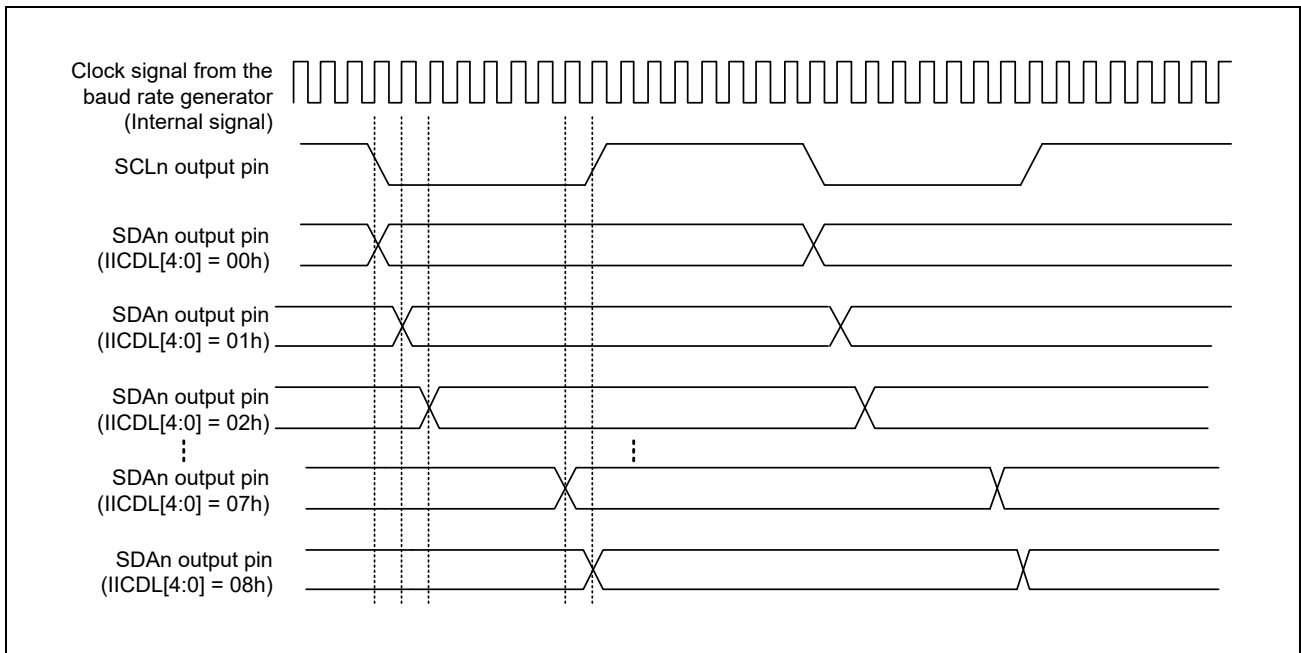 Clock signal from the
baud rate generator
(Internal signal)
SCLn output pin
SDAn output pin
(IICDL[4:0] = 00h)
SDAn output pin
(IICDL[4:0] = 01h)
SDAn output pin
(IICDL[4:0] = 02h)
SDAn output pin
(IICDL[4:0] = 07h)
SDAn output pin
(IICDL[4:0] = 08h)